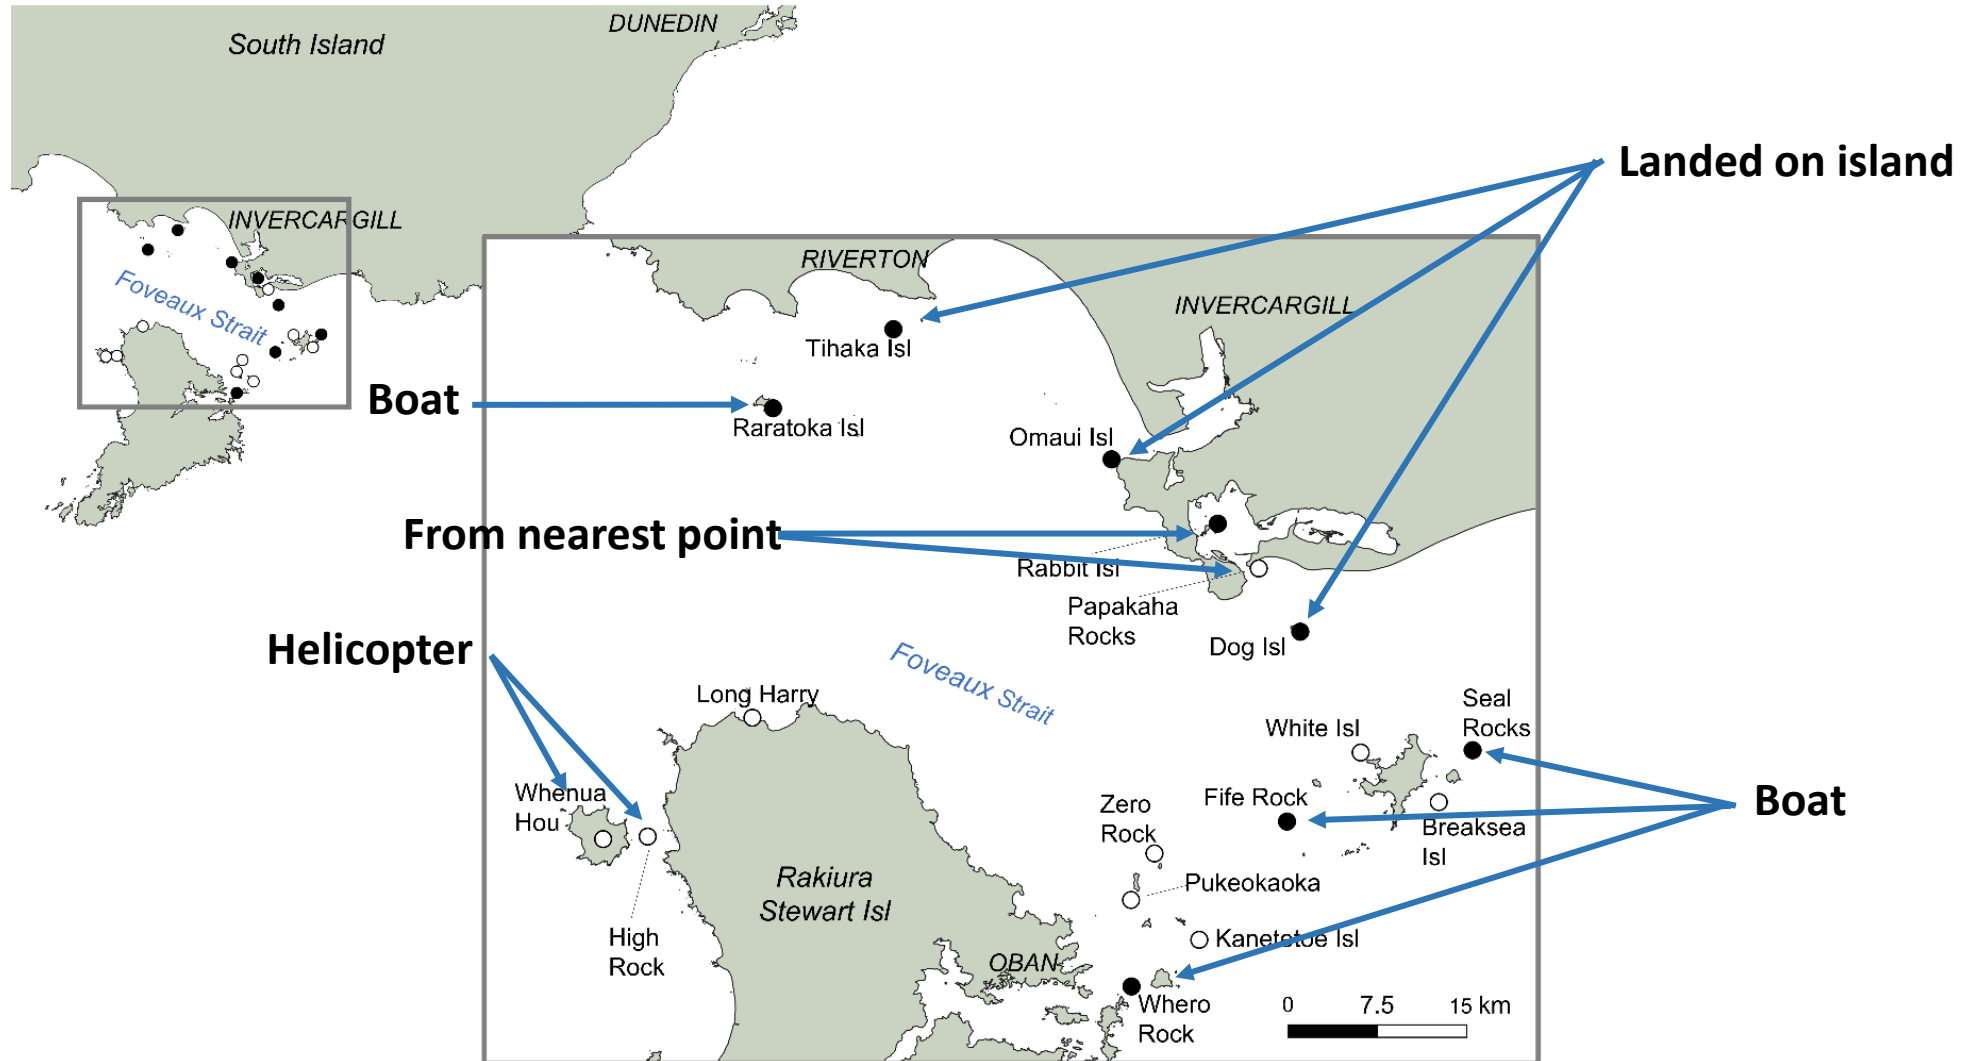 DUNEDIN
South Island
Landed on island
INVERCARGILL
RIVERTON
Foveaux Strait
INVERCARGILL
Tihaka Isl
Boat
Raratoka Isl
Omaui Isl
From nearest point
Rabbit Isl
Papakaha
Rocks
Helicopter
Dog Isl
Foveaux Strait
Long Harry
Seal
Rocks
White Isl
Whenua
Hou
Zero
Rock
Fife Rock
Boat
Breaksea
Isl
Rakiura
Stewart Isl
Pukeokaoka
High
Rock
Kanetetoe Isl
OBAN
Whero
Rock
0 7.5 15 km